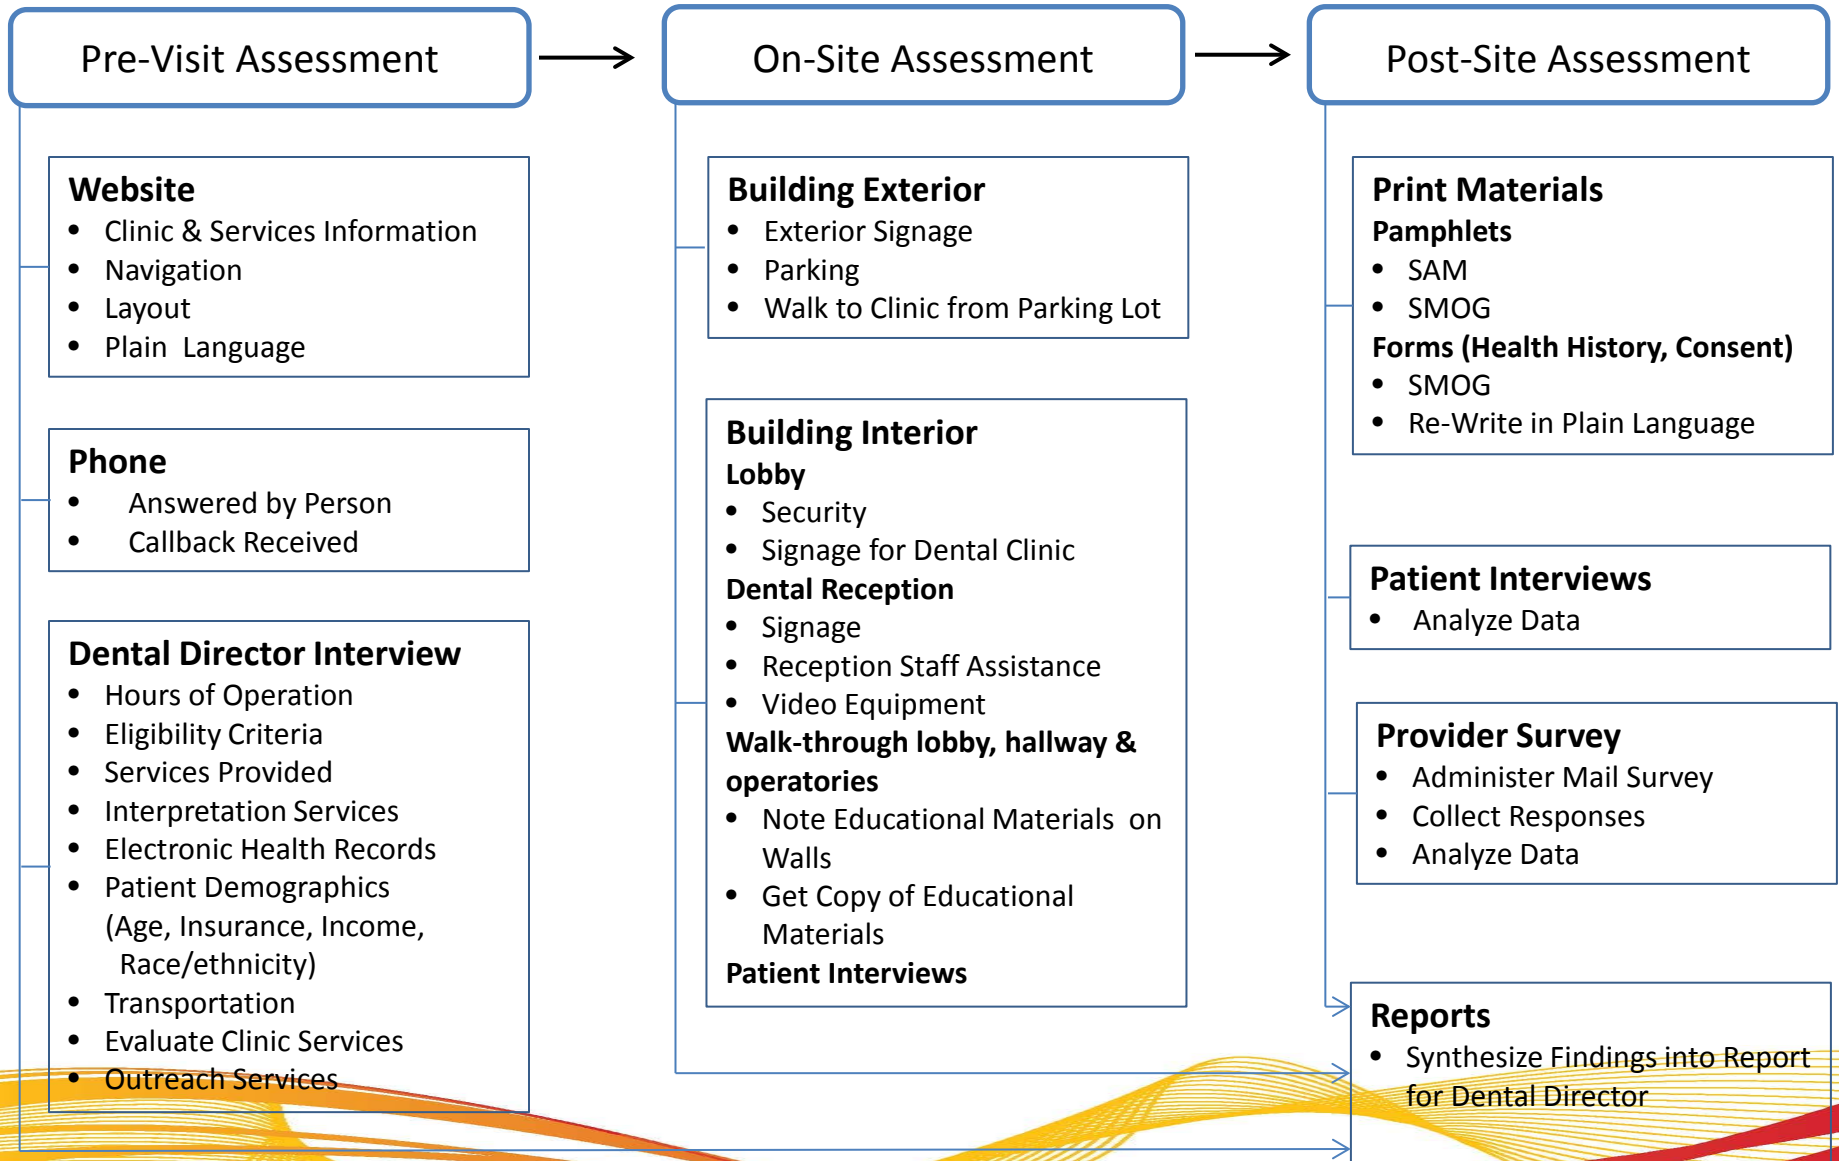 Pre-Visit Assessment
On-Site Assessment
Post-Site Assessment
Website
• Clinic & Services Information
• Navigation
• Layout
• Plain Language
Phone
• Answered by Person
• Callback Received
Dental Director Interview
• Hours of Operation
• Eligibility Criteria
• Services Provided
• Interpretation Services
• Electronic Health Records
• Patient Demographics
(Age, Insurance, Income,
Race/ethnicity)
• Transportation
• Evaluate Clinic Services
• Outreach Services
Building Exterior
• Exterior Signage
• Parking
• Walk to Clinic from Parking Lot
Building Interior
Lobby
• Security
• Signage for Dental Clinic
Dental Reception
• Signage
• Reception Staff Assistance
• Video Equipment
Walk-through lobby, hallway &
operatories
• Note Educational Materials on
Walls
• Get Copy of Educational
Materials
Patient Interviews
Print Materials
Pamphlets
• SAM
• SMOG
Forms (Health History, Consent)
• SMOG
• Re-Write in Plain Language
Patient Interviews
• Analyze Data
Provider Survey
• Administer Mail Survey
• Collect Responses
• Analyze Data
Reports
• Synthesize Findings into Report
for Dental Director